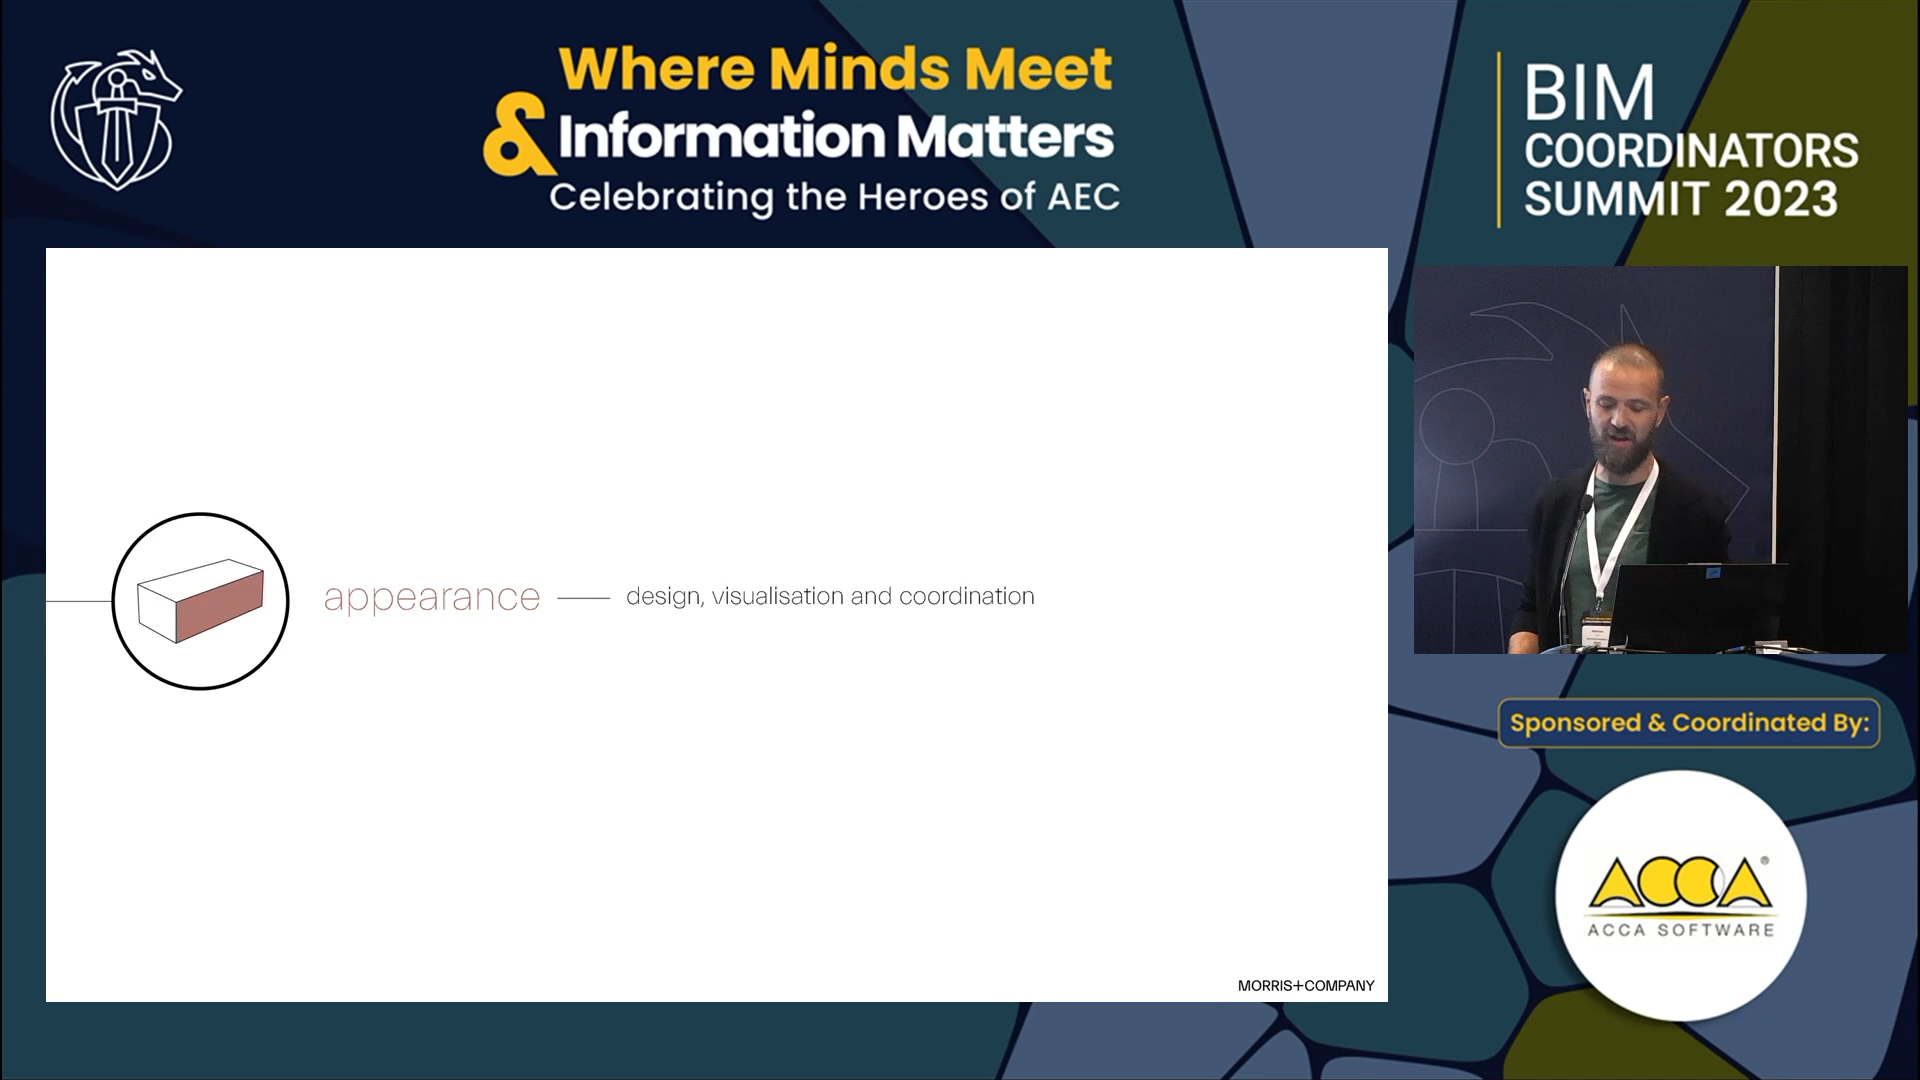 Where Minds Meet
& Information Matters
Celebrating the Heroes of AEC
BIM
COORDINATORS
SUMMIT 2023
appearance
design, visualisation and coordination
MORRIS+COMPANY
Sponsored & Coordinated By:
ACCA ®
ACCA SOFTWARE